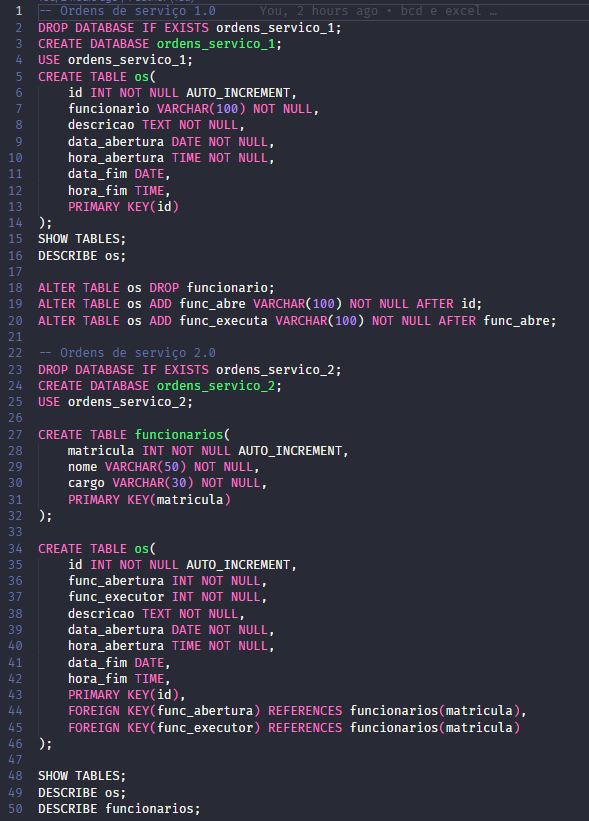 1 -- Ordens de serviço 1.0 You, 2 hours ago • bcd e excel …
2 DROP DATABASE IF EXISTS ordens_servico_1;
3 CREATE DATABASE ordens_servico_1;
4 USE ordens_servico_1;
5 CREATE TABLE os(
6 id INT NOT NULL AUTO_INCREMENT,
7 funcionario VARCHAR(100) NOT NULL,
8 descricao TEXT NOT NULL,
9 data_abertura DATE NOT NULL,
10 hora_abertura TIME NOT NULL,
11 data_fim DATE,
12 hora_fim TIME,
13 PRIMARY KEY(id)
14 );
15 SHOW TABLES;
16 DESCRIBE os;
17
18 ALTER TABLE os DROP funcionario;
19 ALTER TABLE os ADD func_abre VARCHAR(100) NOT NULL AFTER id;
20 ALTER TABLE os ADD func_executa VARCHAR(100) NOT NULL AFTER func_abre;
21
22 -- Ordens de serviço 2.0
23 DROP DATABASE IF EXISTS ordens_servico_2;
24 CREATE DATABASE ordens_servico_2;
25 USE ordens_servico_2;
26
27 CREATE TABLE funcionarios(
28 matricula INT NOT NULL AUTO_INCREMENT,
29 nome VARCHAR(50) NOT NULL,
30 cargo VARCHAR(30) NOT NULL,
31 PRIMARY KEY(matricula)
32 );
33
34 CREATE TABLE os(
35 id INT NOT NULL AUTO_INCREMENT,
36 func_abertura INT NOT NULL,
37 func_executor INT NOT NULL,
38 descricao TEXT NOT NULL,
39 data_abertura DATE NOT NULL,
40 hora_abertura TIME NOT NULL,
41 data_fim DATE,
42 hora_fim TIME,
43 PRIMARY KEY(id),
44 FOREIGN KEY(func_abertura) REFERENCES funcionarios(matricula),
45 FOREIGN KEY(func_executor) REFERENCES funcionarios(matricula)
46 );
47
48 SHOW TABLES;
49 DESCRIBE os;
50 DESCRIBE funcionarios;